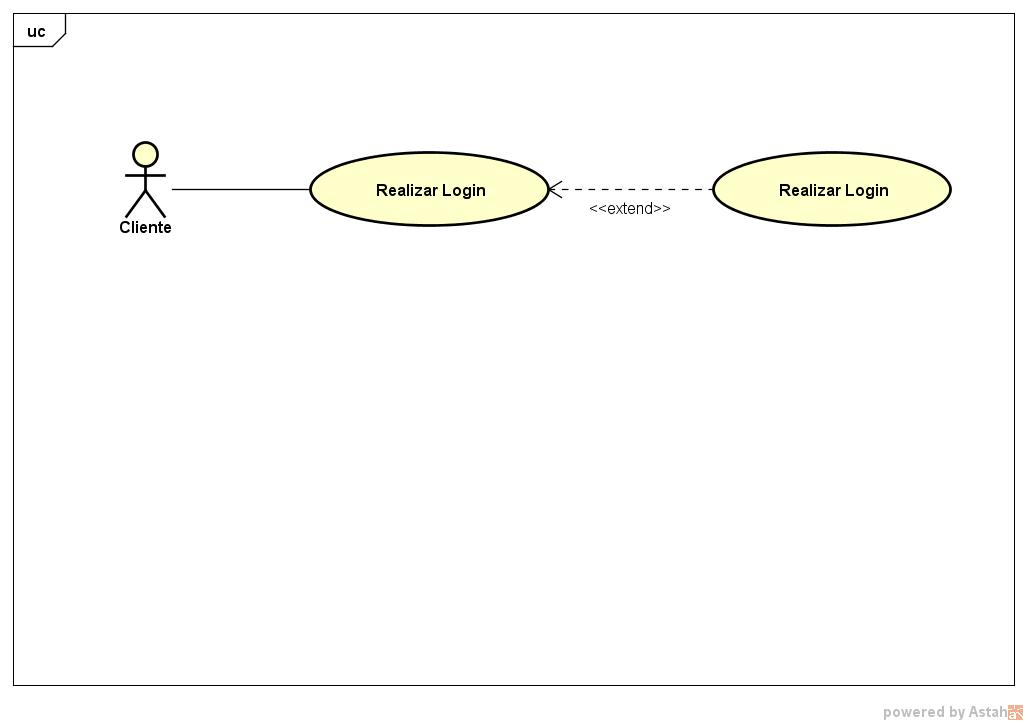 uc
Cliente
Realizar Login
<<extend>>
Realizar Login
powered by Astah